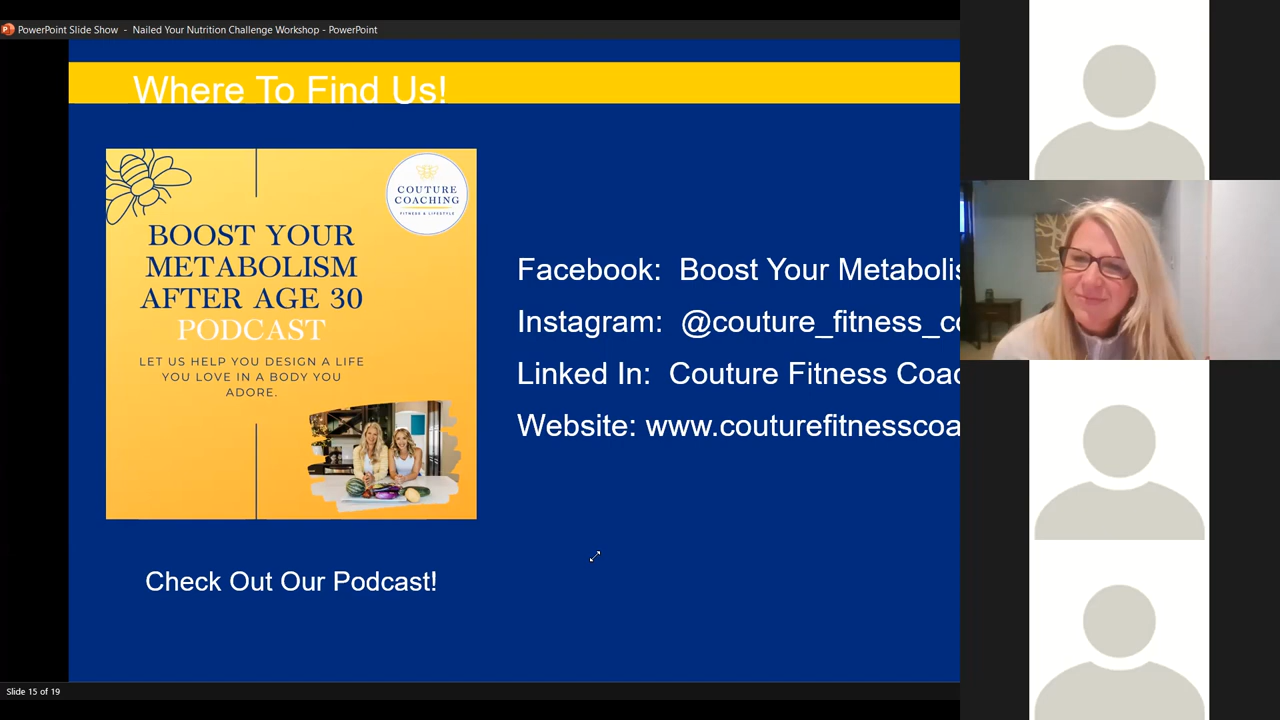 PowerPoint Slide Show - Nailed Your Nutrition Challenge Workshop - PowerPoint
Where To Find Us!
COUTURE
COACHING
FITNESS & LIFESTYLE
BOOST YOUR
METABOLISM
AFTER AGE 30
PODCAST
LET US HELP YOU DESIGN A LIFE
YOU LOVE IN A BODY YOU
ADORE.
Facebook: Boost Your Metabolis
Instagram: @couture_fitness_co
Linked In: Couture Fitness Coac
Website: www.couturefitnesscoa
Check Out Our Podcast!
Slide 15 of 19